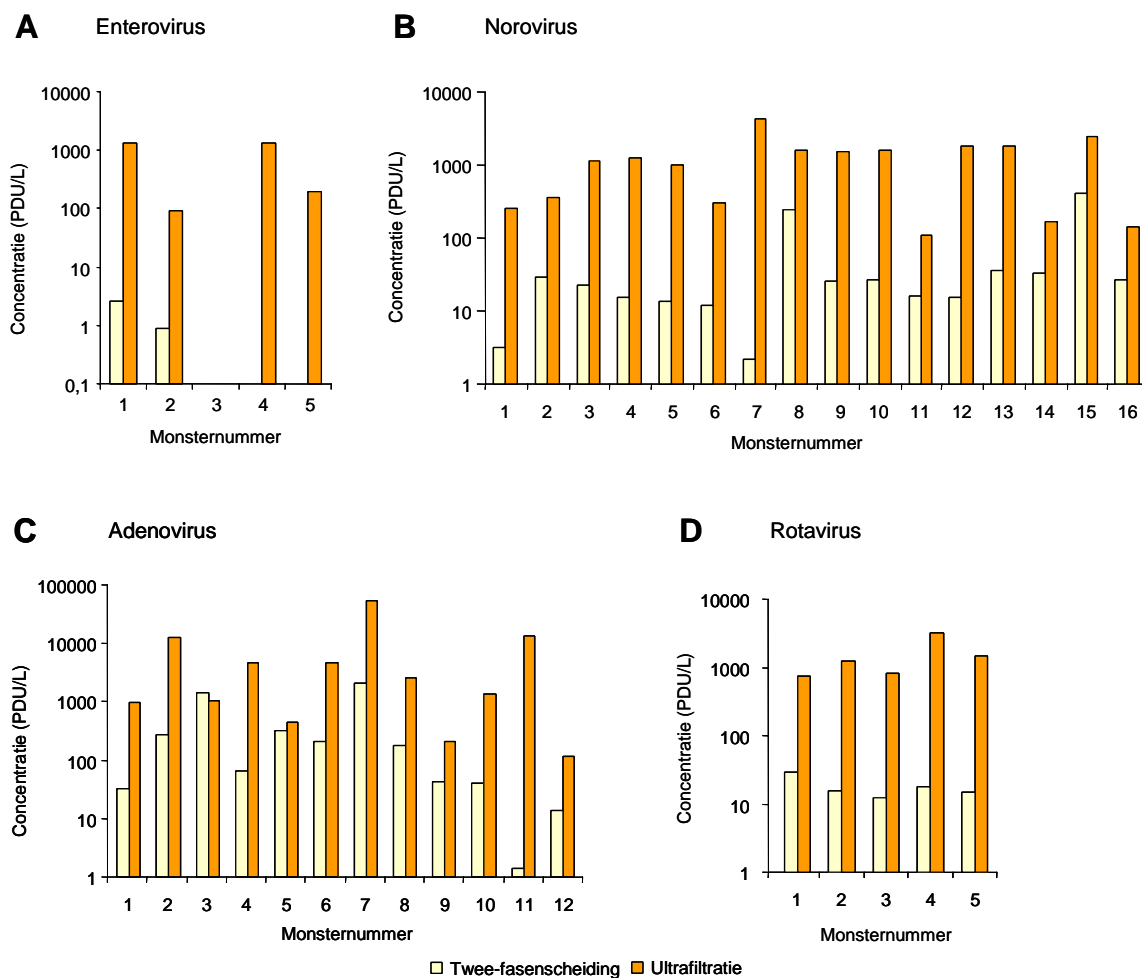 A Enterovirus
Concentratie (PDU/L)
10000
1000
100
10
1
0,1
1 2 3 4 5
Monsternummer
B Norovirus
Concentratie (PDU/L)
10000
1000
100
10
1
1 2 3 4 5 6 7 8 9 10 11 12 13 14 15 16
Monsternummer
C Adenovirus
Concentratie (PDU/L)
100000
10000
1000
100
10
1
1 2 3 4 5 6 7 8 9 10 11 12
Monsternummer
D Rotavirus
Concentratie (PDU/L)
10000
1000
100
10
1
1 2 3 4 5
Monsternummer
Twee-fasenscheiding Ultrafiltratie